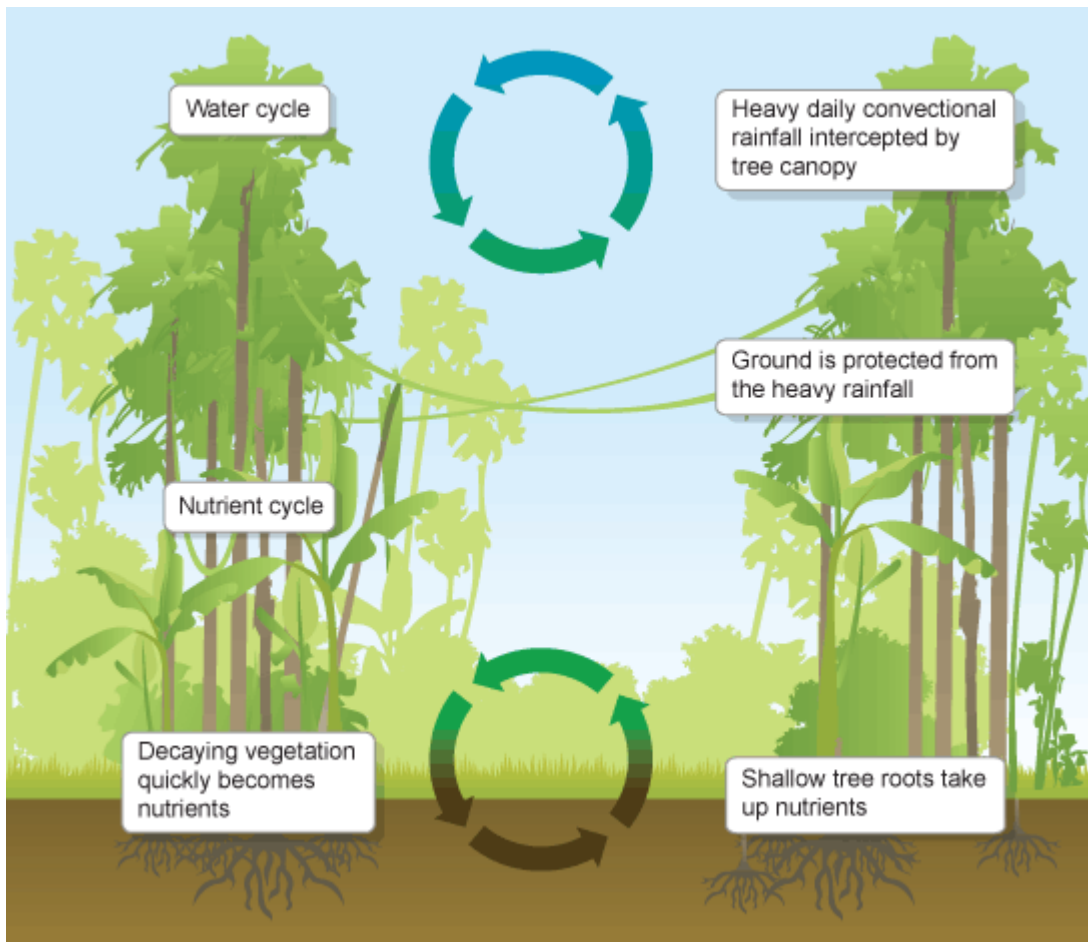 Water cycle
Heavy daily convectional
rainfall intercepted by
tree canopy
Ground is protected from
the heavy rainfall
Nutrient cycle
Decaying vegetation
quickly becomes
nutrients
Shallow tree roots take
up nutrients